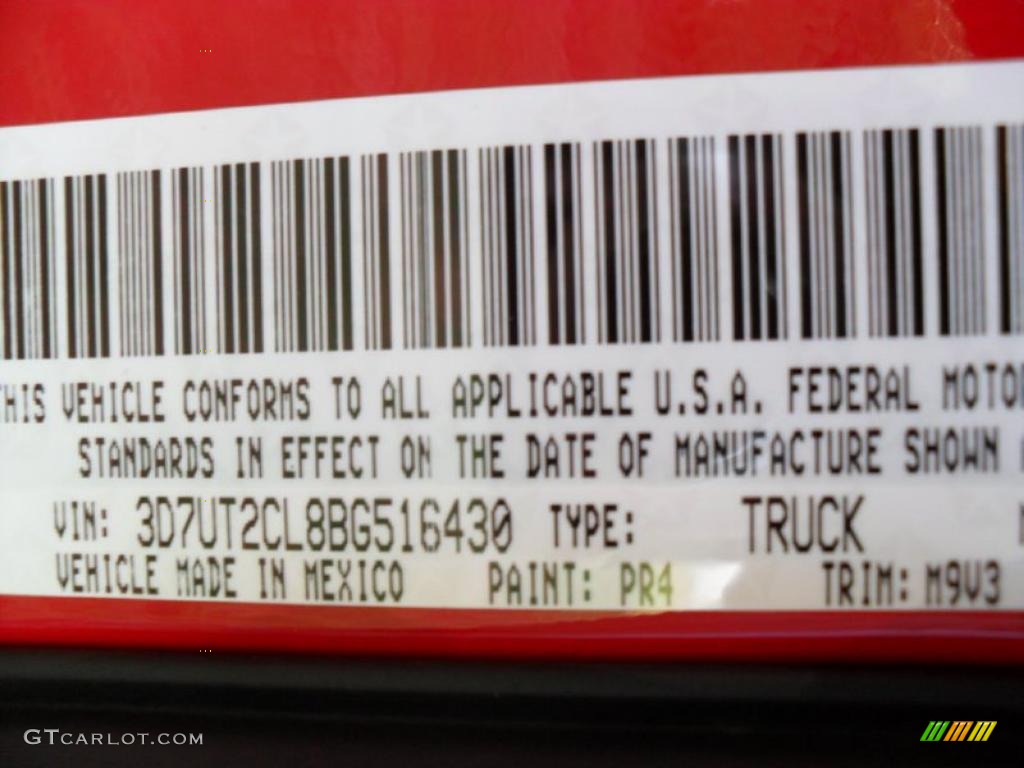 THIS VEHICLE CONFORMS TO ALL APPLICABLE U.S.A. FEDERAL MOTO
STANDARDS IN EFFECT ON THE DATE OF MANUFACTURE SHOWN
VIN: 3D7UT2CL8BG516430 TYPE: TRUCK
VEHICLE MADE IN MEXICO PAINT: PR4 TRIM: M9V3
GTCARLOT.COM